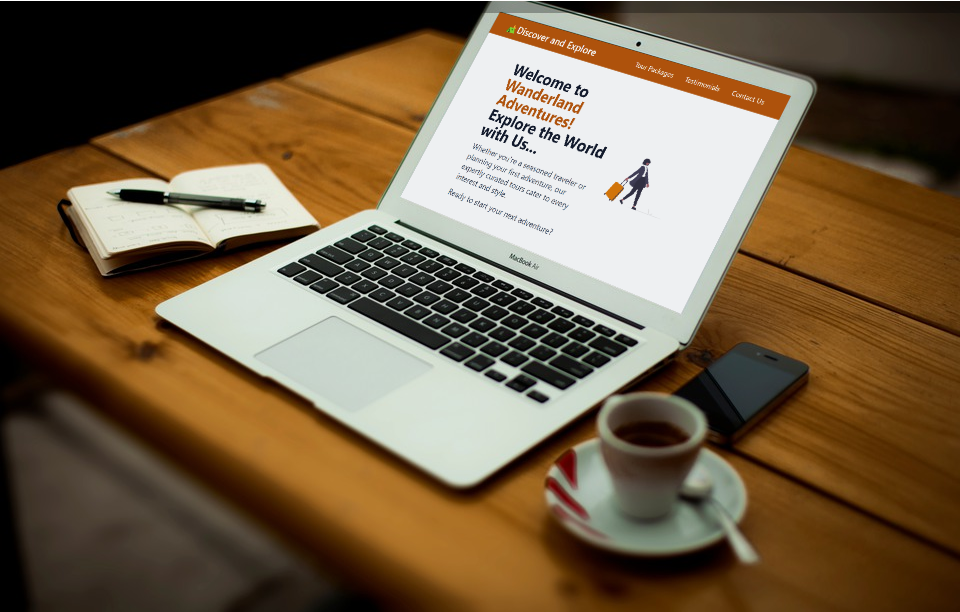 Discover and Explore
Tour Packages Testimonials Contact Us
Welcome to
Wanderland
Adventures!
Explore the World
with Us...
Whether you're a seasoned traveler or
planning your first adventure, our
expertly curated tours cater to every
interest and style.
Ready to start your next adventure?
MacBook Air